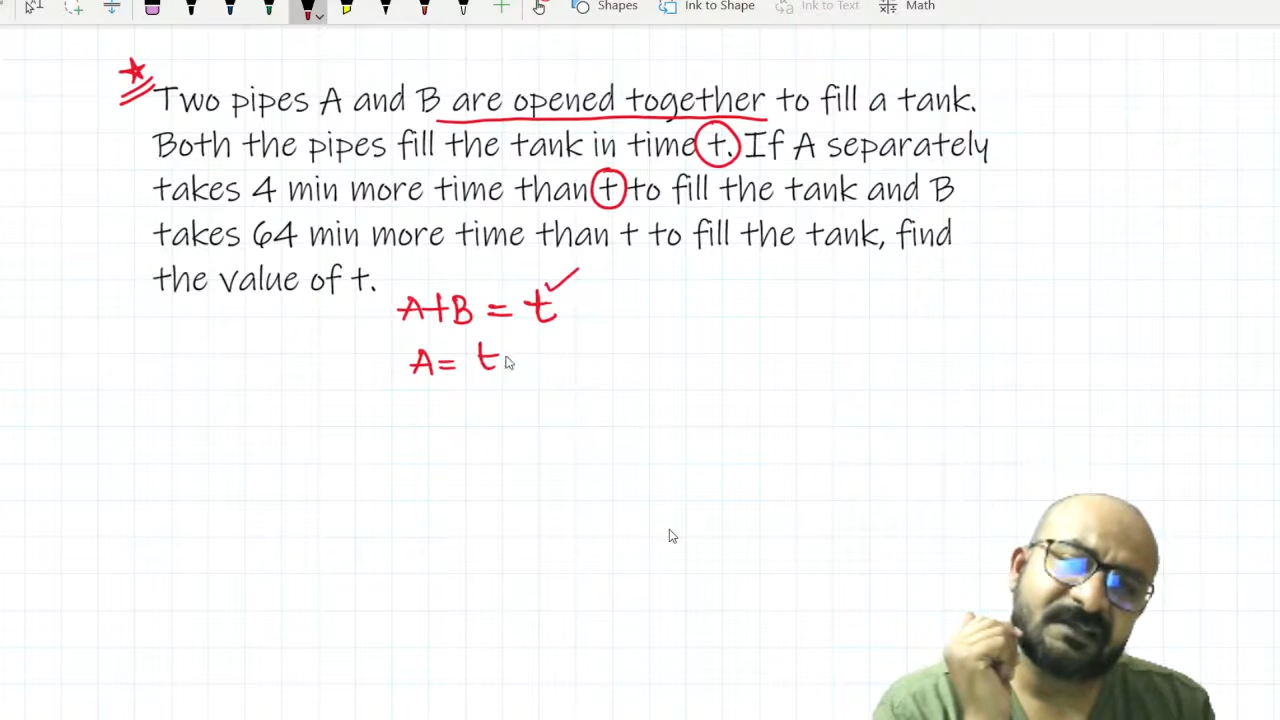 Shapes Ink to Shape Ink to Text Math
Two pipes A and B are opened together to fill a tank.
Both the pipes fill the tank in time t. If A separately
takes 4 min more time than t to fill the tank and B
takes 64 min more time than t to fill the tank, find
the value of t.
A+B = t
A= t